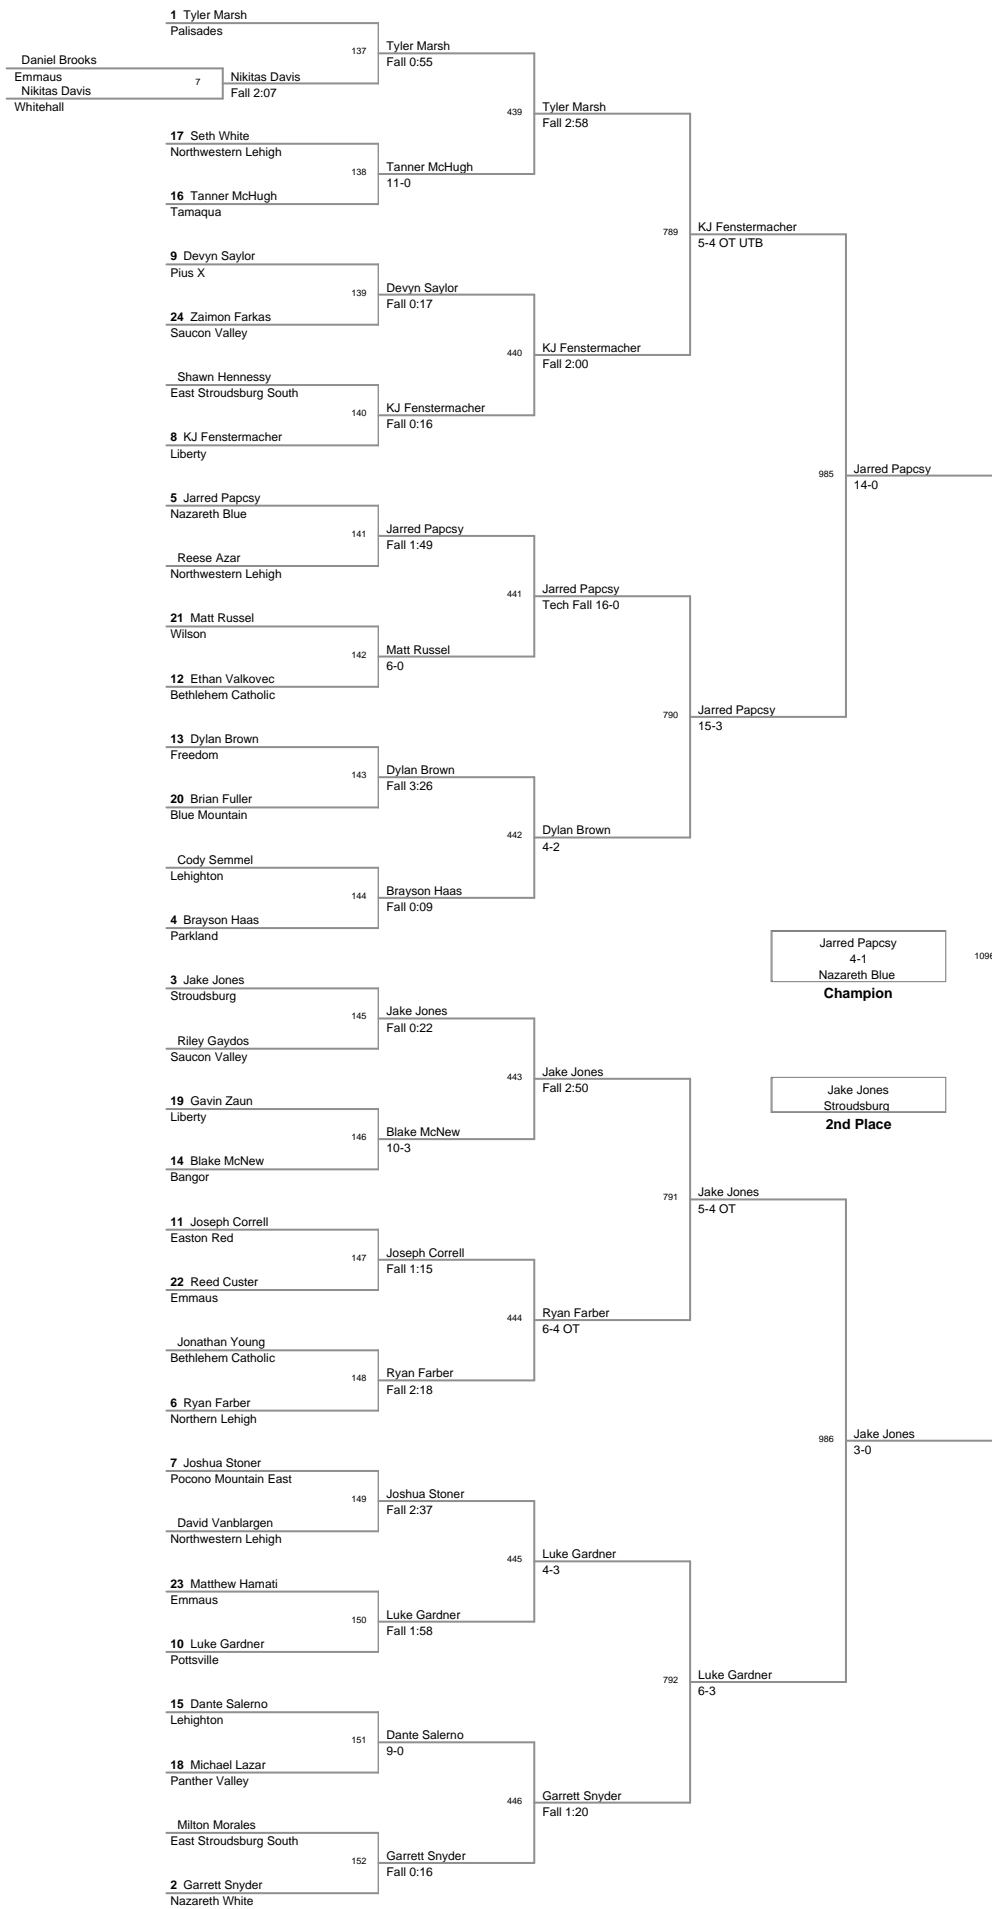 1 Tyler Marsh
Palisades
137
Tyler Marsh
Fall 0:55
Daniel Brooks
Emmaus
7
Nikitas Davis
Fall 2:07
Nikitas Davis
Whitehall
439
Tyler Marsh
Fall 2:58
17 Seth White
Northwestern Lehigh
138
Tanner McHugh
11-0
16 Tanner McHugh
Tamaqua
789
KJ Fenstermacher
5-4 OT UTB
9 Devyn Saylor
Pius X
139
Devyn Saylor
Fall 0:17
24 Zaimon Farkas
Saucon Valley
440
KJ Fenstermacher
Fall 2:00
Shawn Hennessy
East Stroudsburg South
140
KJ Fenstermacher
Fall 0:16
8 KJ Fenstermacher
Liberty
985
Jarred Papcsy
14-0
5 Jarred Papcsy
Nazareth Blue
141
Jarred Papcsy
Fall 1:49
Reese Azar
Northwestern Lehigh
441
Jarred Papcsy
Tech Fall 16-0
21 Matt Russel
Wilson
142
Matt Russel
6-0
12 Ethan Valkovec
Bethlehem Catholic
790
Jarred Papcsy
15-3
13 Dylan Brown
Freedom
143
Dylan Brown
Fall 3:26
20 Brian Fuller
Blue Mountain
442
Dylan Brown
4-2
Cody Semmel
Lehighton
144
Brayson Haas
Fall 0:09
4 Brayson Haas
Parkland
Jarred Papcsy
4-1
Nazareth Blue
Champion
1096
3 Jake Jones
Stroudsburg
145
Jake Jones
Fall 0:22
Riley Gaydos
Saucon Valley
443
Jake Jones
Fall 2:50
Jake Jones
Stroudsburg
2nd Place
19 Gavin Zaun
Liberty
146
Blake McNew
10-3
14 Blake McNew
Bangor
791
Jake Jones
5-4 OT
11 Joseph Correll
Easton Red
147
Joseph Correll
Fall 1:15
22 Reed Custer
Emmaus
444
Ryan Farber
6-4 OT
Jonathan Young
Bethlehem Catholic
148
Ryan Farber
Fall 2:18
6 Ryan Farber
Northern Lehigh
986
Jake Jones
3-0
7 Joshua Stoner
Pocono Mountain East
149
Joshua Stoner
Fall 2:37
David Vanblargen
Northwestern Lehigh
445
Luke Gardner
4-3
23 Matthew Hamati
Emmaus
150
Luke Gardner
Fall 1:58
10 Luke Gardner
Pottsville
792
Luke Gardner
6-3
15 Dante Salerno
Lehighton
151
Dante Salerno
9-0
18 Michael Lazar
Panther Valley
446
Garrett Snyder
Fall 1:20
Milton Morales
East Stroudsburg South
152
Garrett Snyder
Fall 0:16
2 Garrett Snyder
Nazareth White